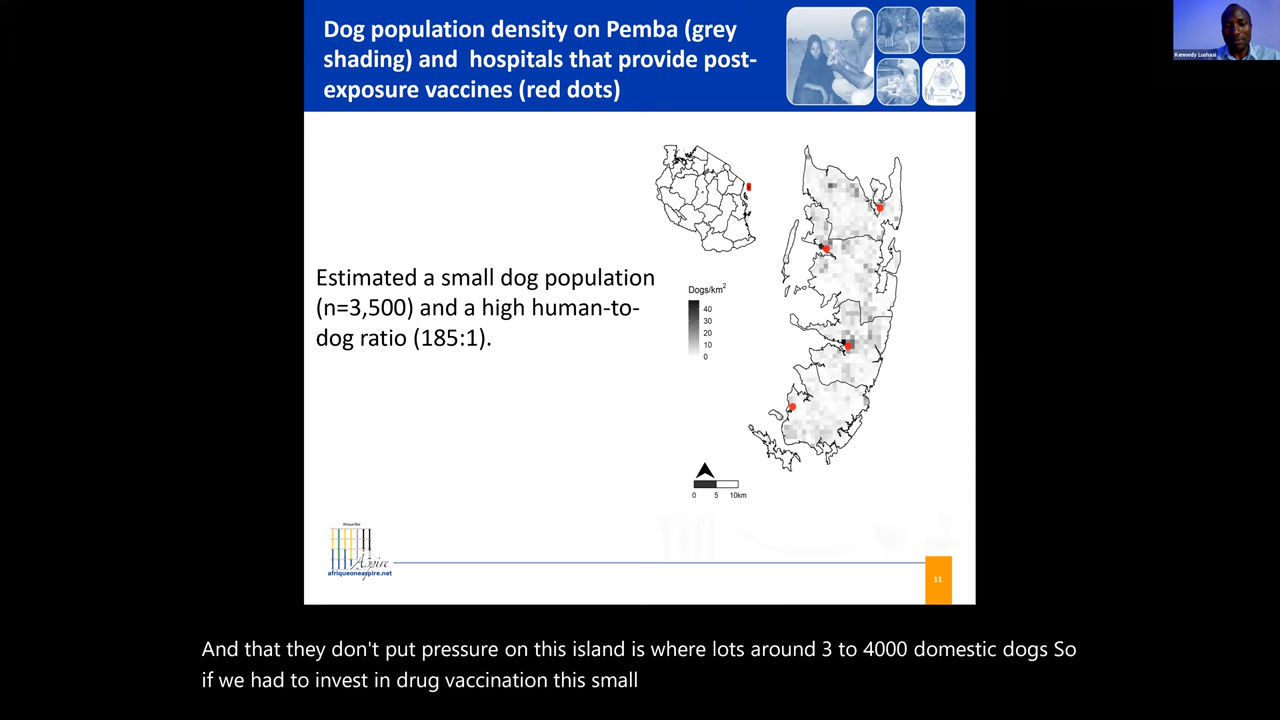 Dog population density on Pemba (grey
shading) and hospitals that provide post-
exposure vaccines (red dots)
Kennedy Lushasi
Estimated a small dog population
(n=3,500) and a high human-to-
dog ratio (185:1).
Dogs/km2
40
30
20
10
0
0 5 10km
Afrique One
Aspire
afriqueoneaspire.net
11
And that they don't put pressure on this island is where lots around 3 to 4000 domestic dogs So
if we had to invest in drug vaccination this small